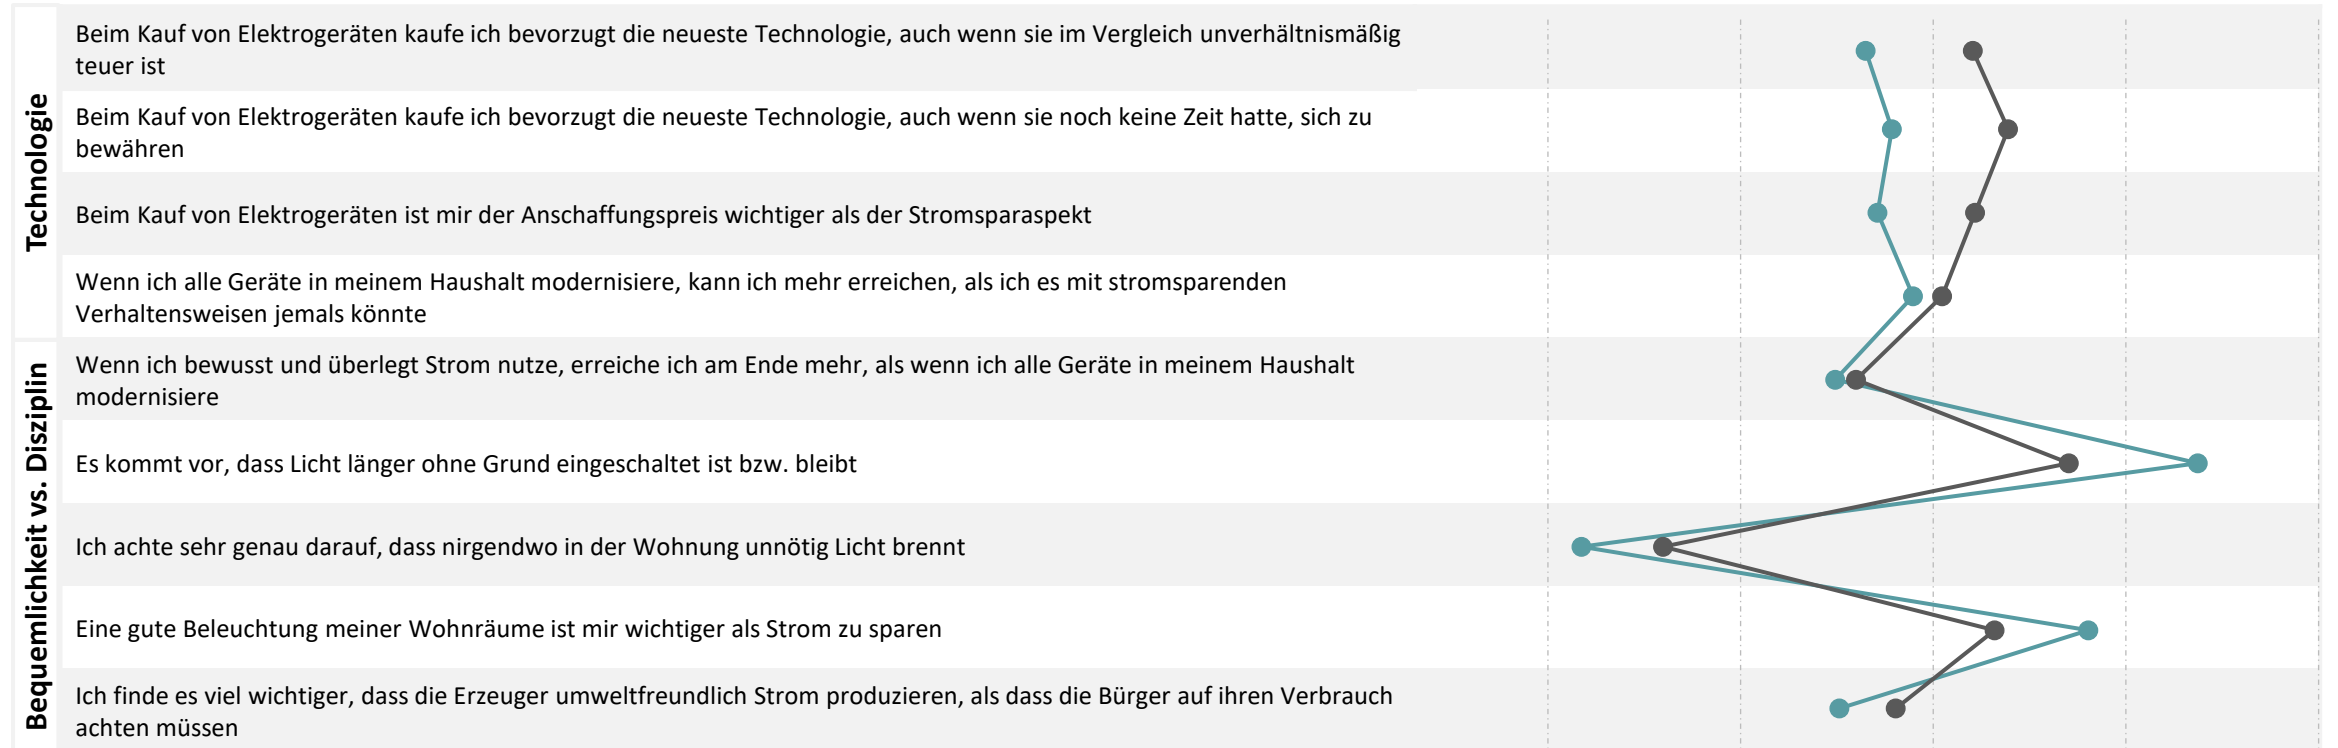 Technologie
Beim Kauf von Elektrogeräten kaufe ich bevorzugt die neueste Technologie, auch wenn sie im Vergleich unverhältnismäßig
teuer ist
Beim Kauf von Elektrogeräten kaufe ich bevorzugt die neueste Technologie, auch wenn sie noch keine Zeit hatte, sich zu
bewähren
Beim Kauf von Elektrogeräten ist mir der Anschaffungspreis wichtiger als der Stromsparaspekt
Wenn ich alle Geräte in meinem Haushalt modernisiere, kann ich mehr erreichen, als ich es mit stromsparenden
Verhaltensweisen jemals könnte
Bequemlichkeit vs. Disziplin
Wenn ich bewusst und überlegt Strom nutze, erreiche ich am Ende mehr, als wenn ich alle Geräte in meinem Haushalt
modernisiere
Es kommt vor, dass Licht länger ohne Grund eingeschaltet ist bzw. bleibt
Ich achte sehr genau darauf, dass nirgendwo in der Wohnung unnötig Licht brennt
Eine gute Beleuchtung meiner Wohnräume ist mir wichtiger als Strom zu sparen
Ich finde es viel wichtiger, dass die Erzeuger umweltfreundlich Strom produzieren, als dass die Bürger auf ihren Verbrauch
achten müssen